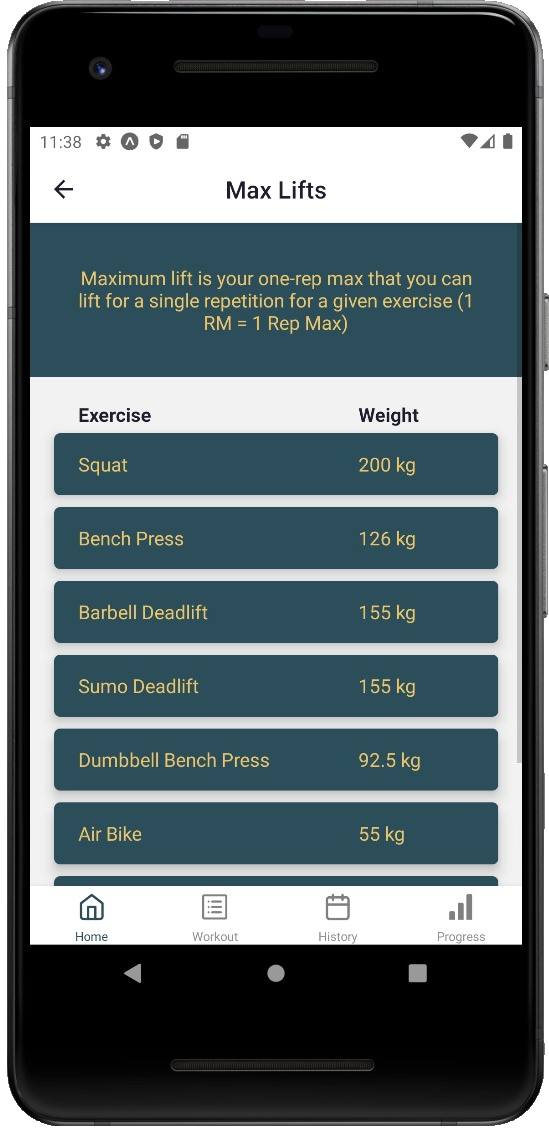 11:38
Max Lifts
Maximum lift is your one-rep max that you can
lift for a single repetition for a given exercise (1
RM = 1 Rep Max)
Exercise Weight
Squat 200 kg
Bench Press 126 kg
Barbell Deadlift 155 kg
Sumo Deadlift 155 kg
Dumbbell Bench Press 92.5 kg
Air Bike 55 kg
Home Workout History Progress